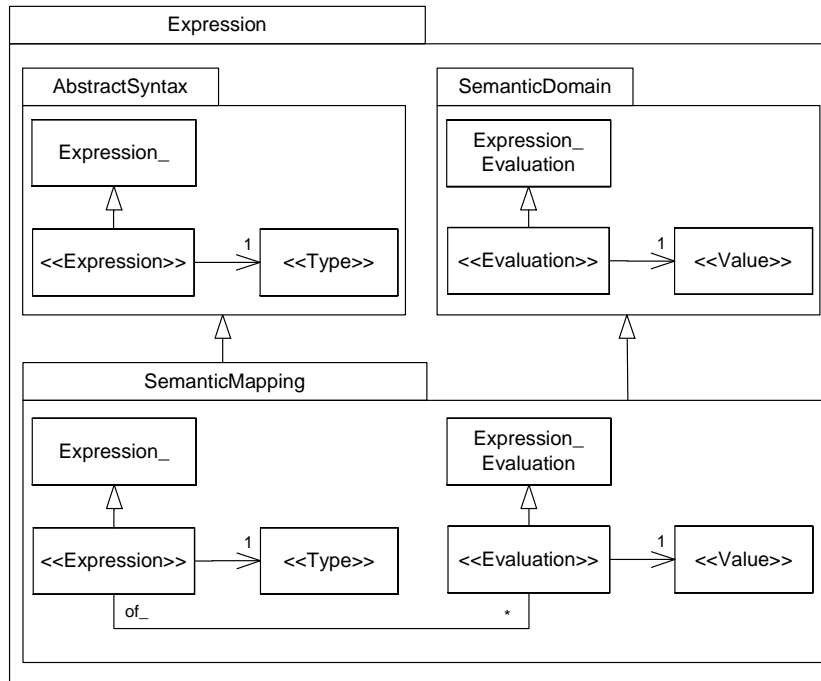 Expression
AbstractSyntax
SemanticDomain
Expression_
Expression_
Evaluation
<<Expression>>
1
<<Type>>
<<Evaluation>>
1
<<Value>>
SemanticMapping
Expression_
Expression_
Evaluation
<<Expression>>
1
<<Type>>
<<Evaluation>>
1
<<Value>>
of_
*